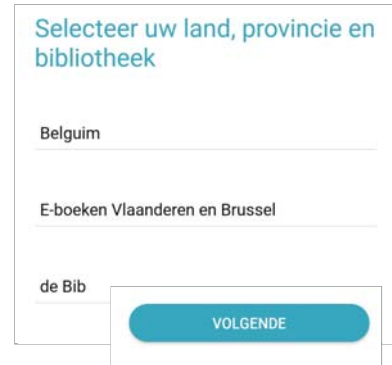 Selecteer uw land, provincie en
bibliotheek
Belguim
E-boeken Vlaanderen en Brussel
de Bib
VOLGENDE